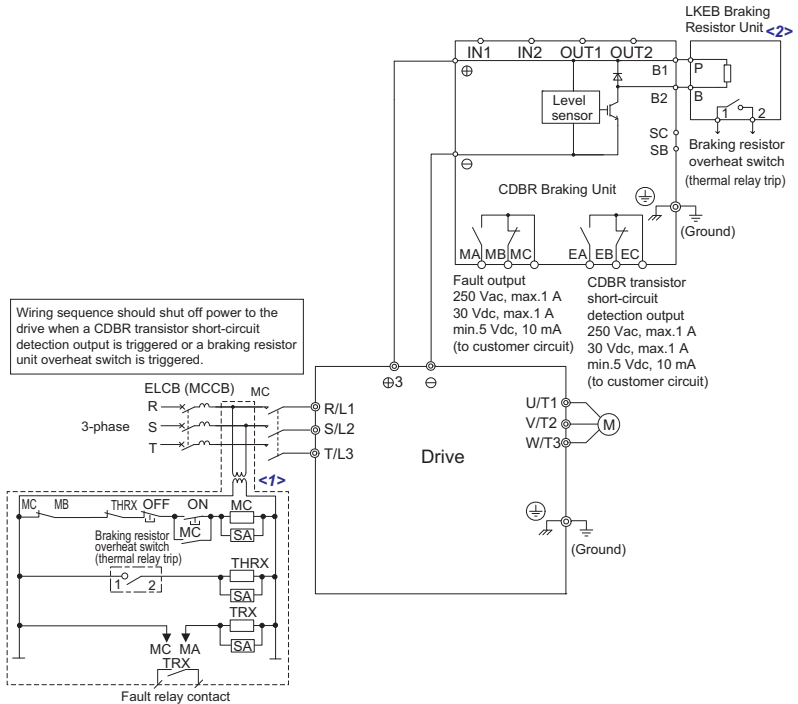 LKEB Braking
Resistor Unit <2>
IN1 IN2 OUT1 OUT2
⊕
B1
P
B2
B
Level
sensor
1 2
SC
SB
Braking resistor
overheat switch
(thermal relay trip)
⊖
CDBR Braking Unit
(Ground)
MA MB MC
EA EB EC
Fault output
250 Vac, max.1 A
30 Vdc, max.1 A
min.5 Vdc, 10 mA
(to customer circuit)
CDBR transistor
short-circuit
detection output
250 Vac, max.1 A
30 Vdc, max.1 A
min.5 Vdc, 10 mA
(to customer circuit)
Wiring sequence should shut off power to the
drive when a CDBR transistor short-circuit
detection output is triggered or a braking resistor
unit overheat switch is triggered.
⊕3 ⊖
ELCB (MCCB) MC
3-phase
R
S
T
R/L1
S/L2
T/L3
Drive
U/T1
V/T2
W/T3
M
(Ground)
<1>
MC MB THRX OFF ON MC
MC
SA
Braking resistor
overheat switch
(thermal relay trip)
1 2
THRX
SA
TRX
SA
MC MA
TRX
Fault relay contact